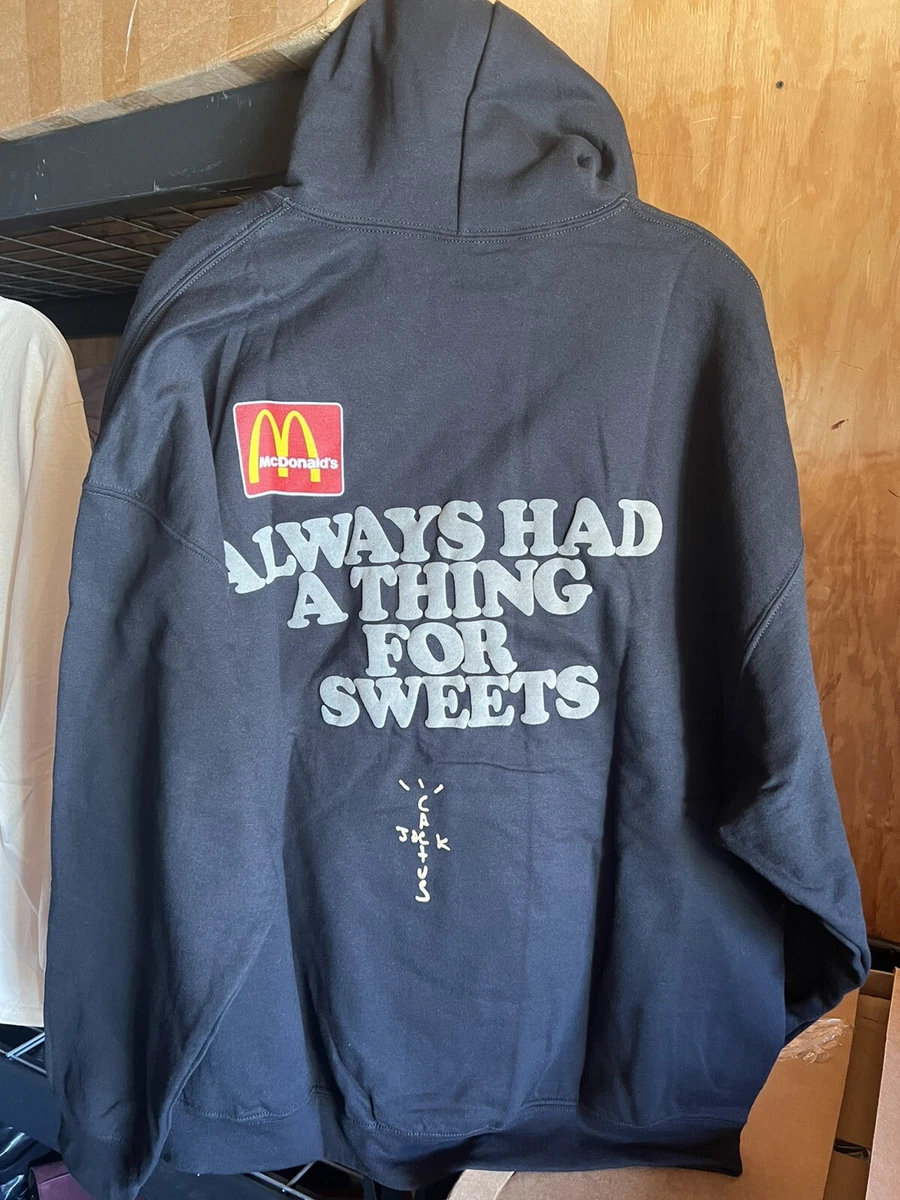 McDonald's
ALWAYS HAD
A THING
FOR
SWEETS
CACTUS
JACK